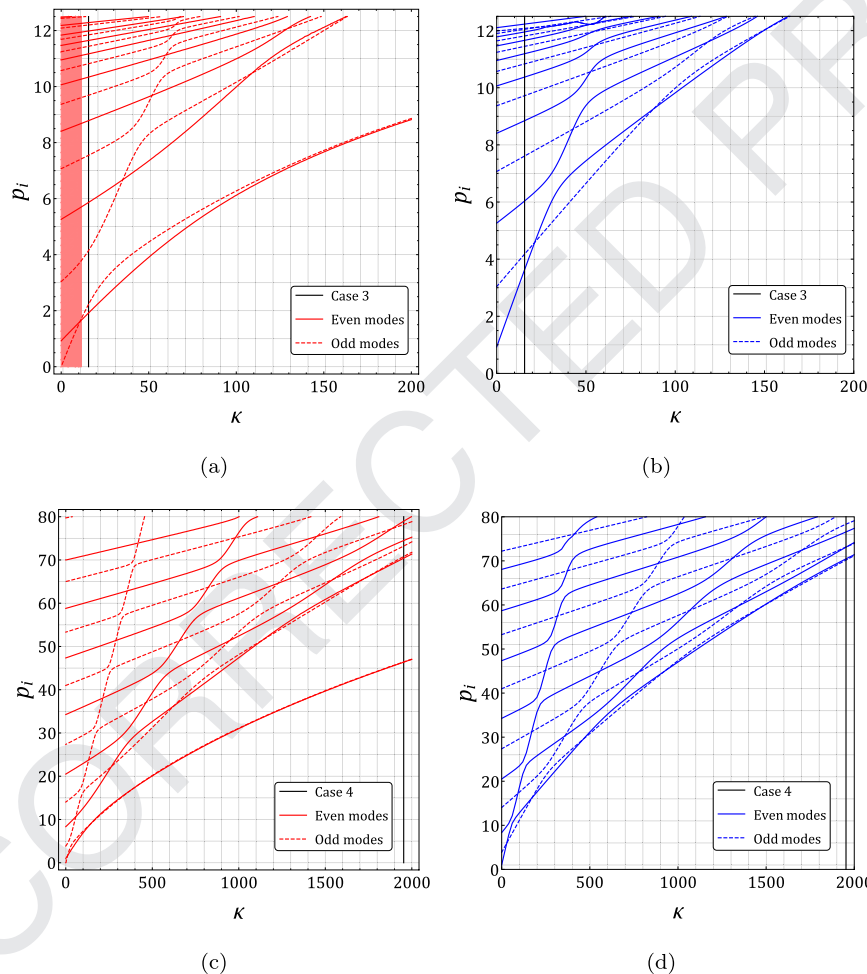 12
10
8
6
4
2
0
0
50
100
150
200
p_i
κ
Case 3
Even modes
Odd modes
(a)
12
10
8
6
4
2
0
0
50
100
150
200
p_i
κ
Case 3
Even modes
Odd modes
(b)
80
70
60
50
40
30
20
10
0
0
500
1000
1500
2000
p_i
κ
Case 4
Even modes
Odd modes
(c)
80
70
60
50
40
30
20
10
0
0
500
1000
1500
2000
p_i
κ
Case 4
Even modes
Odd modes
(d)
CORRECTED PR